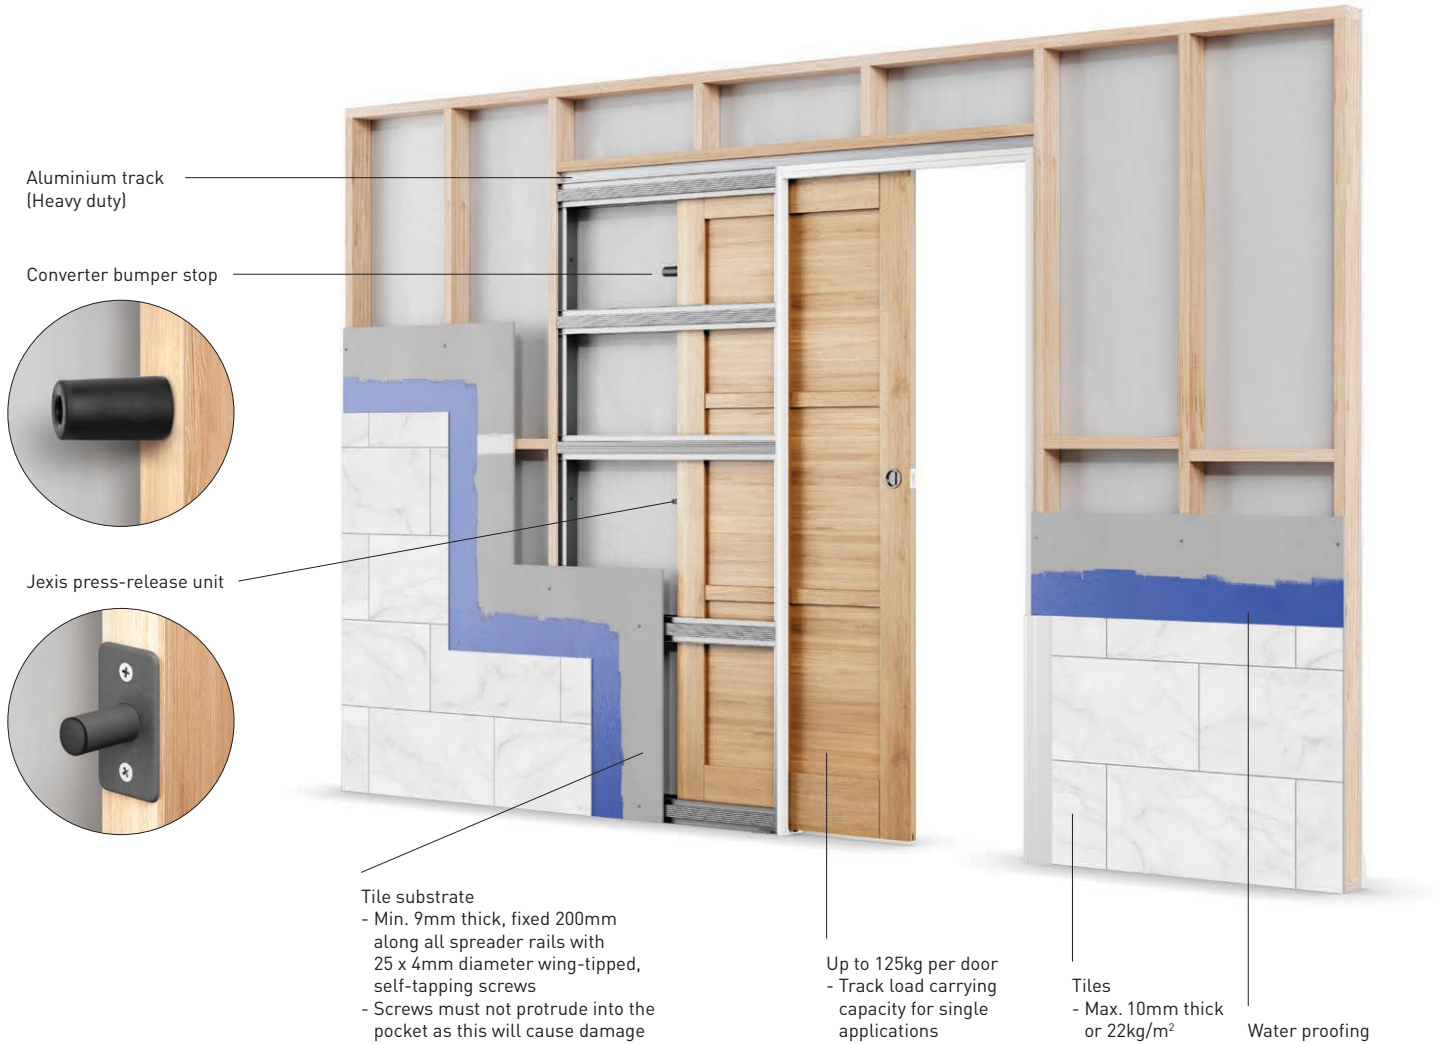 Aluminium track
(Heavy duty)
Converter bumper stop
Jexis press-release unit
Tile substrate
- Min. 9mm thick, fixed 200mm
along all spreader rails with
25 x 4mm diameter wing-tipped,
self-tapping screws
- Screws must not protrude into the
pocket as this will cause damage
Up to 125kg per door
- Track load carrying
capacity for single
applications
Tiles
- Max. 10mm thick
or 22kg/m²
Water proofing